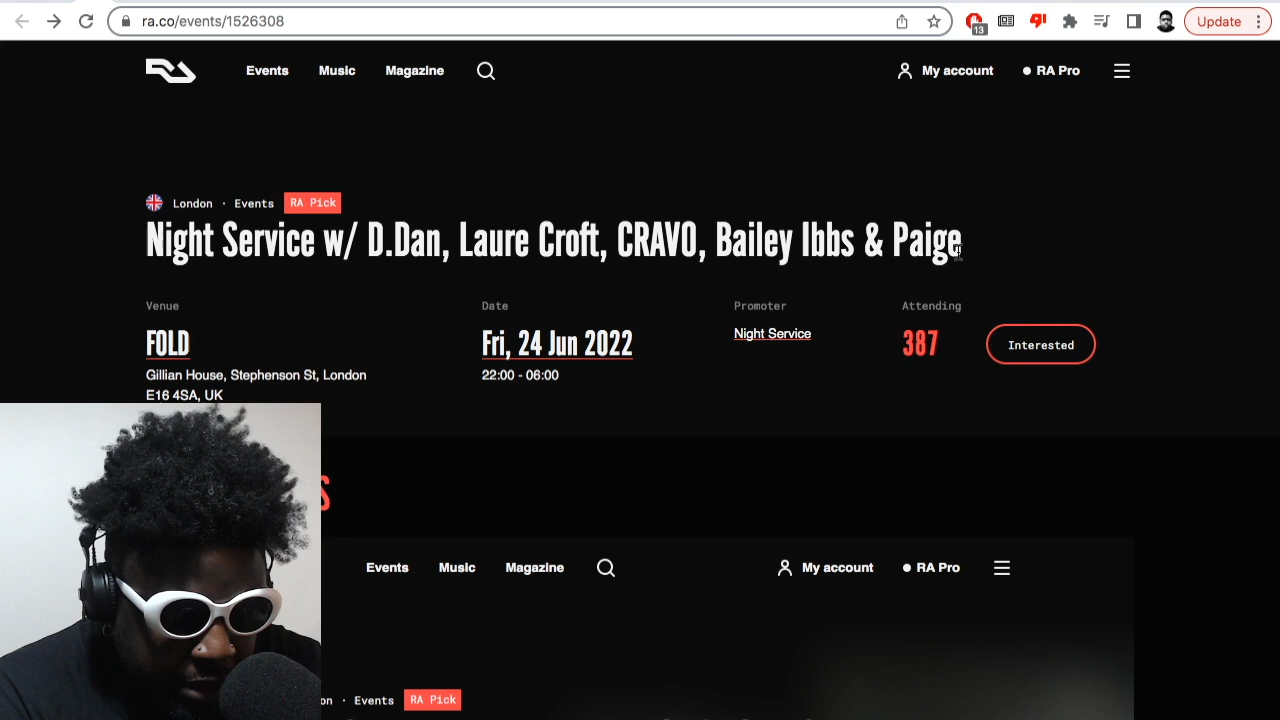 ra.co/events/1526308
13
Update
Events Music Magazine
My account RA Pro
London · Events RA Pick
Night Service w/ D.Dan, Laure Croft, CRAVO, Bailey Ibbs & Paige
Venue Date Promoter Attending
FOLD Fri, 24 Jun 2022 Night Service 387 Interested
Gillian House, Stephenson St, London 22:00 - 06:00
E16 4SA, UK
Events Music Magazine
My account RA Pro
· Events RA Pick